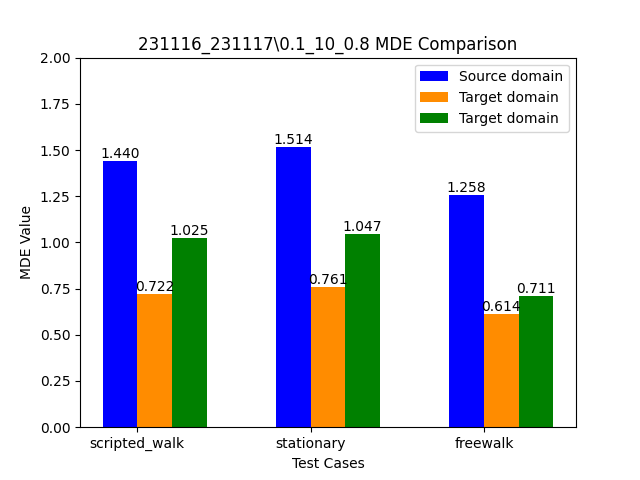 231116_231117\0.1_10_0.8 MDE Comparison
Source domain
Target domain
Target domain
MDE Value
2.00
1.75
1.50
1.25
1.00
0.75
0.50
0.25
0.00
1.440
0.722
1.025
1.514
0.761
1.047
1.258
0.614
0.711
scripted_walk
stationary
freewalk
Test Cases